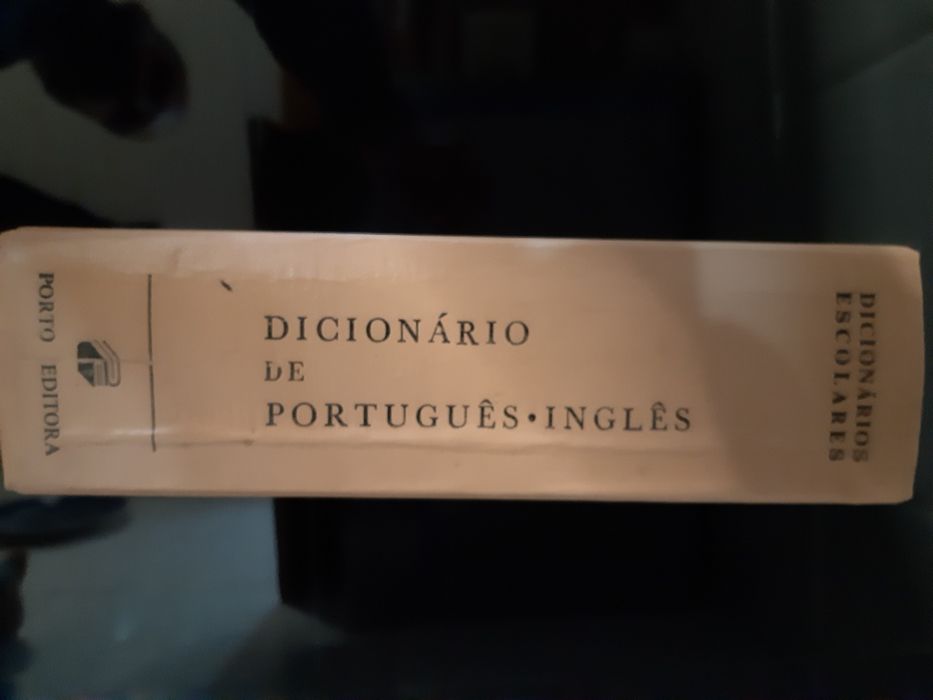 DICIONÁRIOS
ESCOLARES
DICIONÁRIO
DE
PORTUGUÊS•INGLÊS
PORTO EDITORA